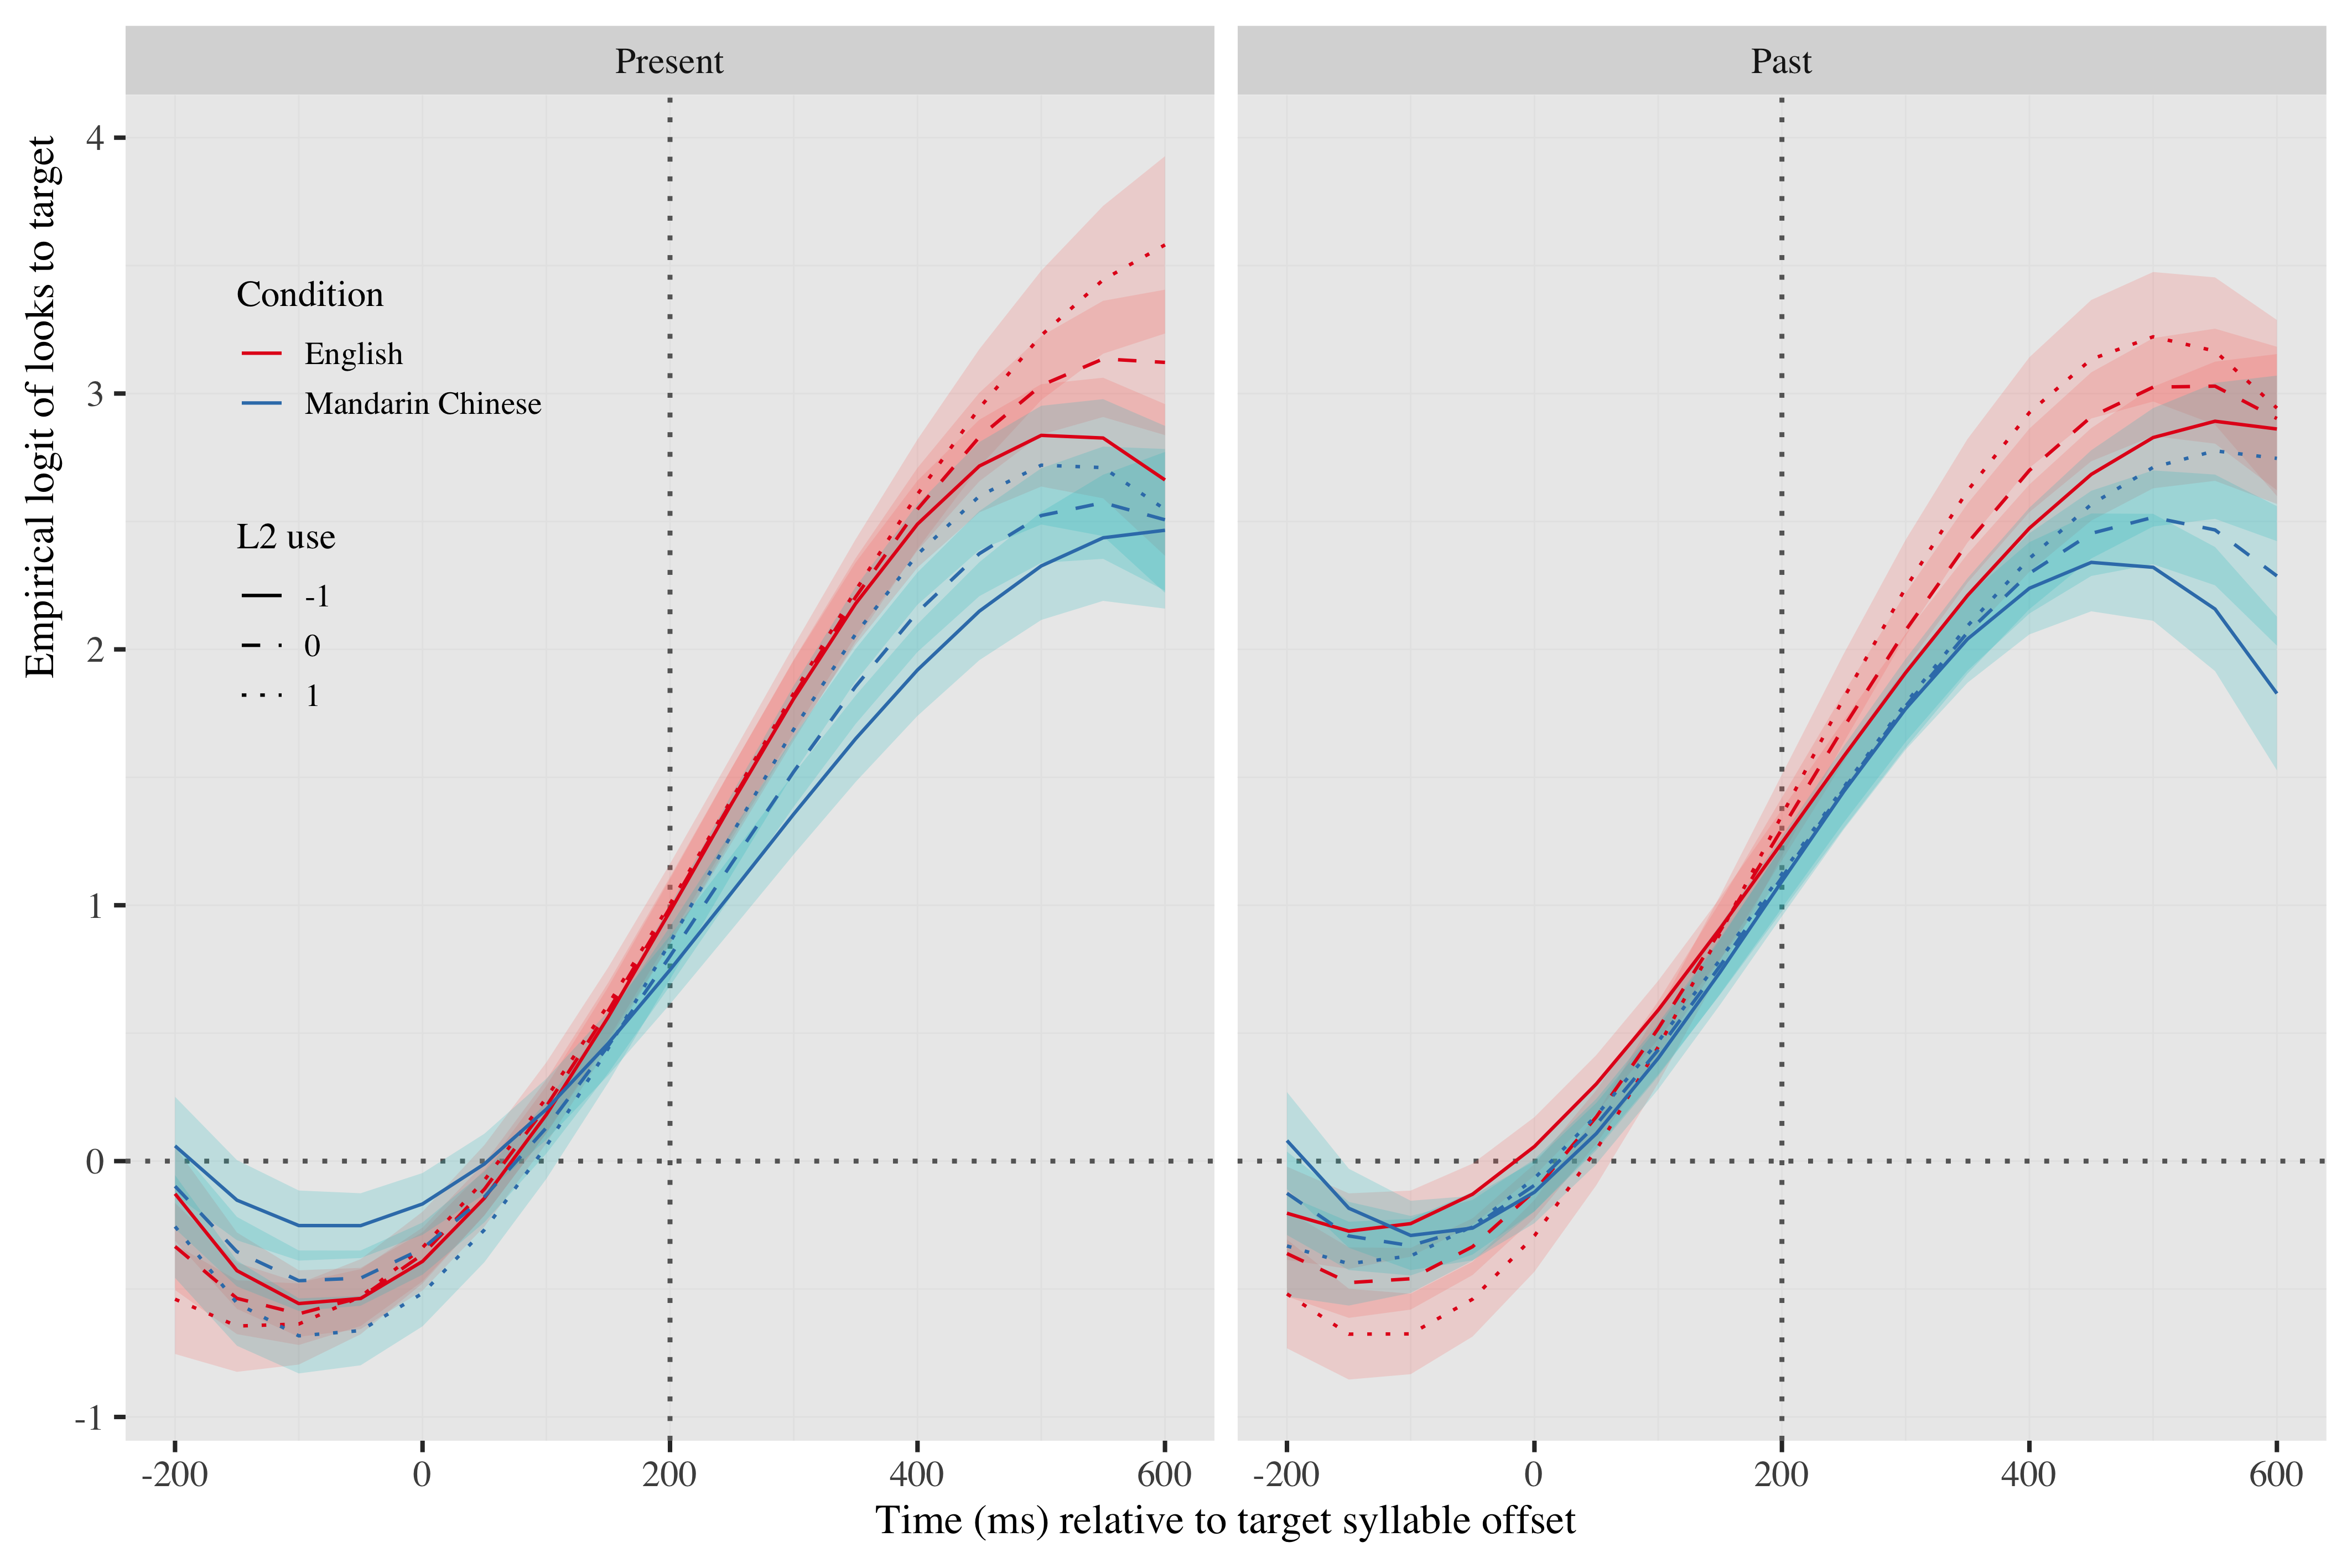 Present
Past
4
3
2
1
0
-1
Empirical logit of looks to target
Condition
English
Mandarin Chinese
L2 use
-1
0
1
-200
0
200
400
600
-200
0
200
400
600
Time (ms) relative to target syllable offset